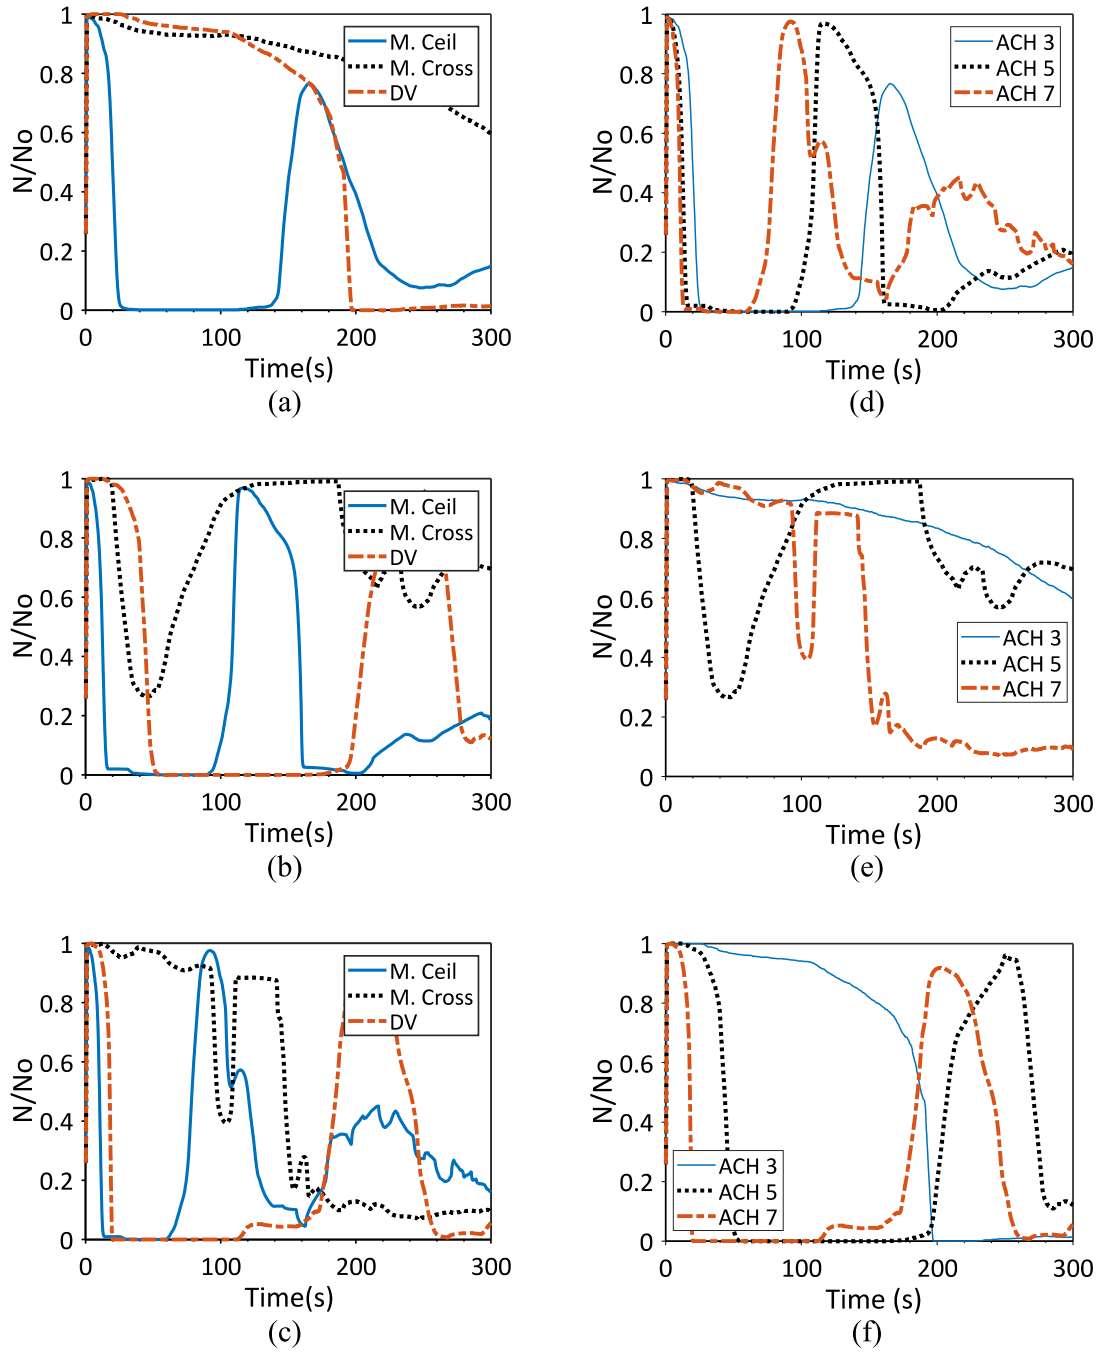 1
0.8
0.6
0.4
0.2
0
N/No
M. Ceil
M. Cross
DV
0 100 200 300
Time(s)
(a)
1
0.8
0.6
0.4
0.2
0
N/No
ACH 3
ACH 5
ACH 7
0 100 200 300
Time (s)
(d)
1
0.8
0.6
0.4
0.2
0
N/No
M. Ceil
M. Cross
DV
0 100 200 300
Time(s)
(b)
1
0.8
0.6
0.4
0.2
0
N/No
ACH 3
ACH 5
ACH 7
0 100 200 300
Time (s)
(e)
1
0.8
0.6
0.4
0.2
0
N/No
M. Ceil
M. Cross
DV
0 100 200 300
Time(s)
(c)
1
0.8
0.6
0.4
0.2
0
N/No
ACH 3
ACH 5
ACH 7
0 100 200 300
Time (s)
(f)